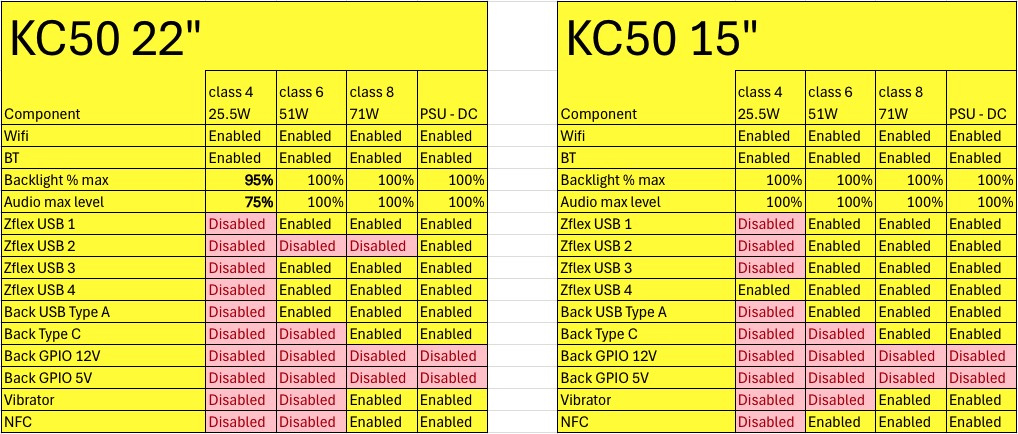 KC50 22"
class 4 class 6 class 8
Component 25.5W 51W 71W PSU - DC
Wifi Enabled Enabled Enabled Enabled
BT Enabled Enabled Enabled Enabled
Backlight % max 95% 100% 100% 100%
Audio max level 75% 100% 100% 100%
Zflex USB 1 Disabled Enabled Enabled Enabled
Zflex USB 2 Disabled Disabled Disabled Enabled
Zflex USB 3 Disabled Enabled Enabled Enabled
Zflex USB 4 Disabled Enabled Enabled Enabled
Back USB Type A Disabled Enabled Enabled Enabled
Back Type C Disabled Disabled Enabled Enabled
Back GPIO 12V Disabled Disabled Disabled Disabled
Back GPIO 5V Disabled Disabled Disabled Disabled
Vibrator Disabled Disabled Enabled Enabled
NFC Disabled Disabled Enabled Enabled
KC50 15"
class 4 class 6 class 8
Component 25.5W 51W 71W PSU - DC
Wifi Enabled Enabled Enabled Enabled
BT Enabled Enabled Enabled Enabled
Backlight % max 100% 100% 100% 100%
Audio max level 100% 100% 100% 100%
Zflex USB 1 Disabled Enabled Enabled Enabled
Zflex USB 2 Disabled Enabled Enabled Enabled
Zflex USB 3 Disabled Enabled Enabled Enabled
Zflex USB 4 Enabled Enabled Enabled Enabled
Back USB Type A Disabled Enabled Enabled Enabled
Back Type C Disabled Disabled Enabled Enabled
Back GPIO 12V Disabled Disabled Disabled Disabled
Back GPIO 5V Disabled Disabled Disabled Disabled
Vibrator Disabled Disabled Enabled Enabled
NFC Disabled Enabled Enabled Enabled